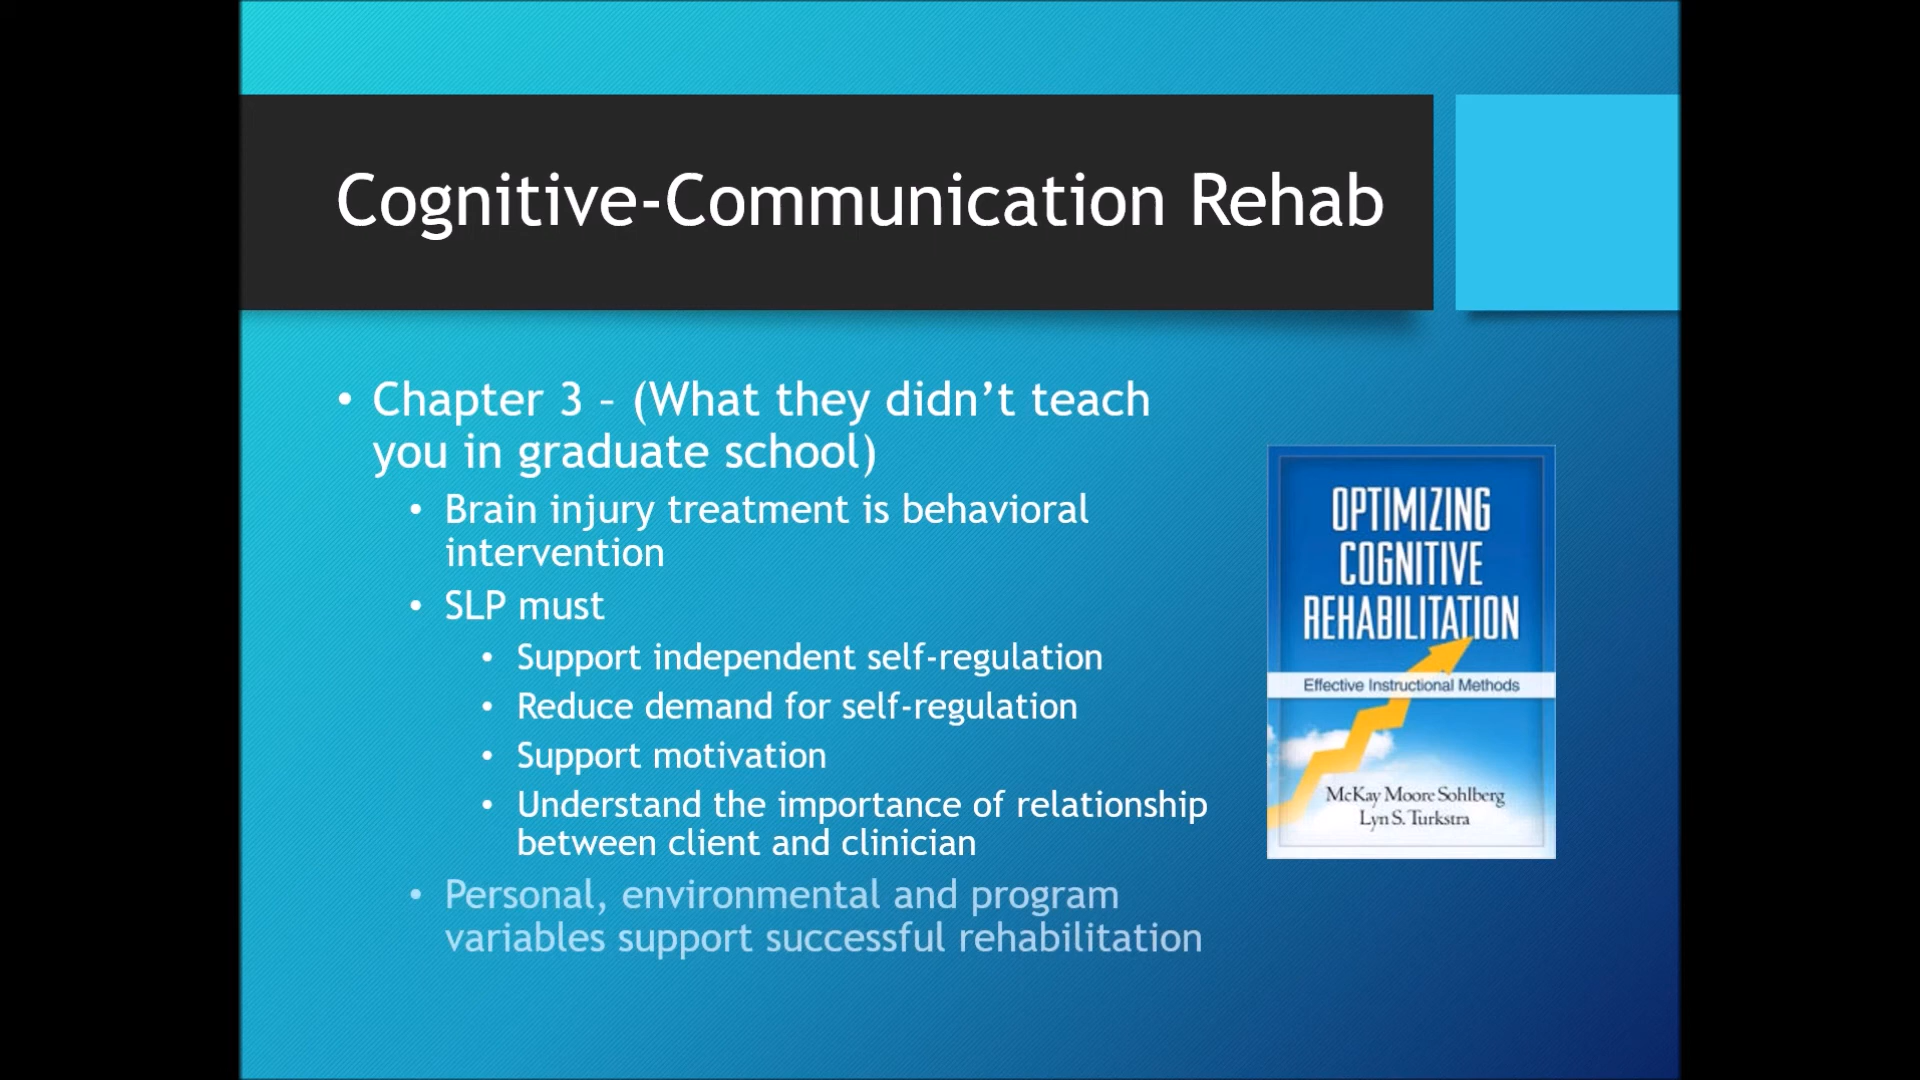 Cognitive-Communication Rehab
• Chapter 3 – (What they didn’t teach
you in graduate school)
• Brain injury treatment is behavioral
intervention
• SLP must
• Support independent self-regulation
• Reduce demand for self-regulation
• Support motivation
• Understand the importance of relationship
between client and clinician
• Personal, environmental and program
variables support successful rehabilitation
OPTIMIZING
COGNITIVE
REHABILITATION
Effective Instructional Methods
McKay Moore Sohlberg
Lyn S. Turkstra